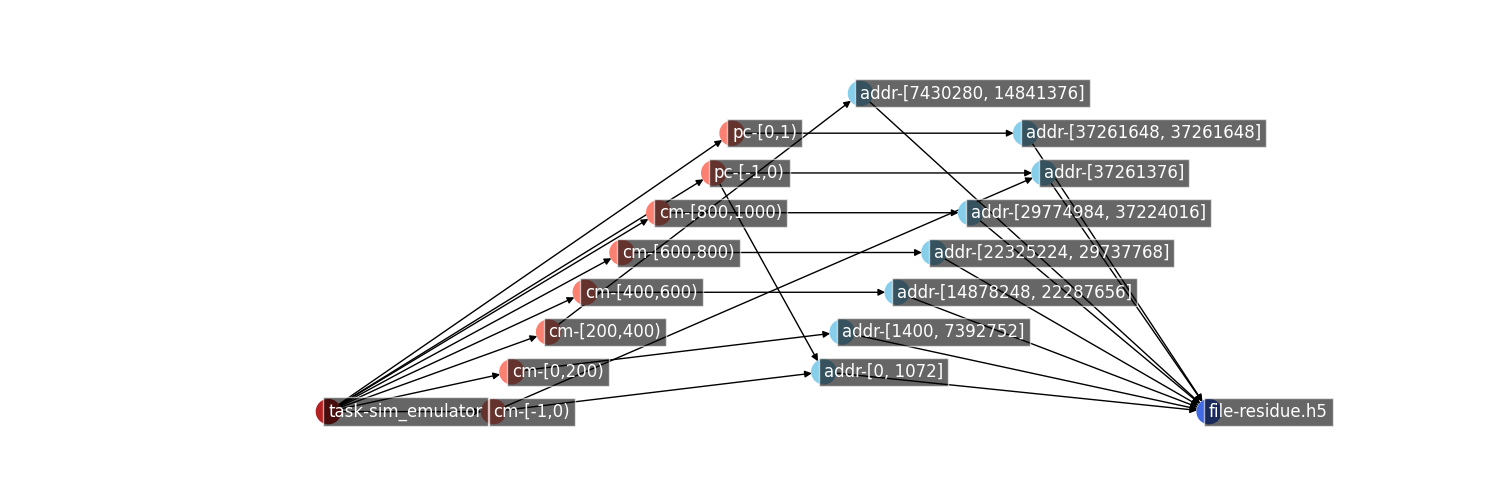 addr-[7430280, 14841376]
pc-[0,1)
addr-[37261648, 37261648]
pc-[-1,0)
addr-[37261376]
cm-[800,1000)
addr-[29774984, 37224016]
cm-[600,800)
addr-[22325224, 29737768]
cm-[400,600)
addr-[14878248, 22287656]
cm-[200,400)
addr-[1400, 7392752]
cm-[0,200)
addr-[0, 1072]
task-sim_emulator
cm-[-1,0)
file-residue.h5